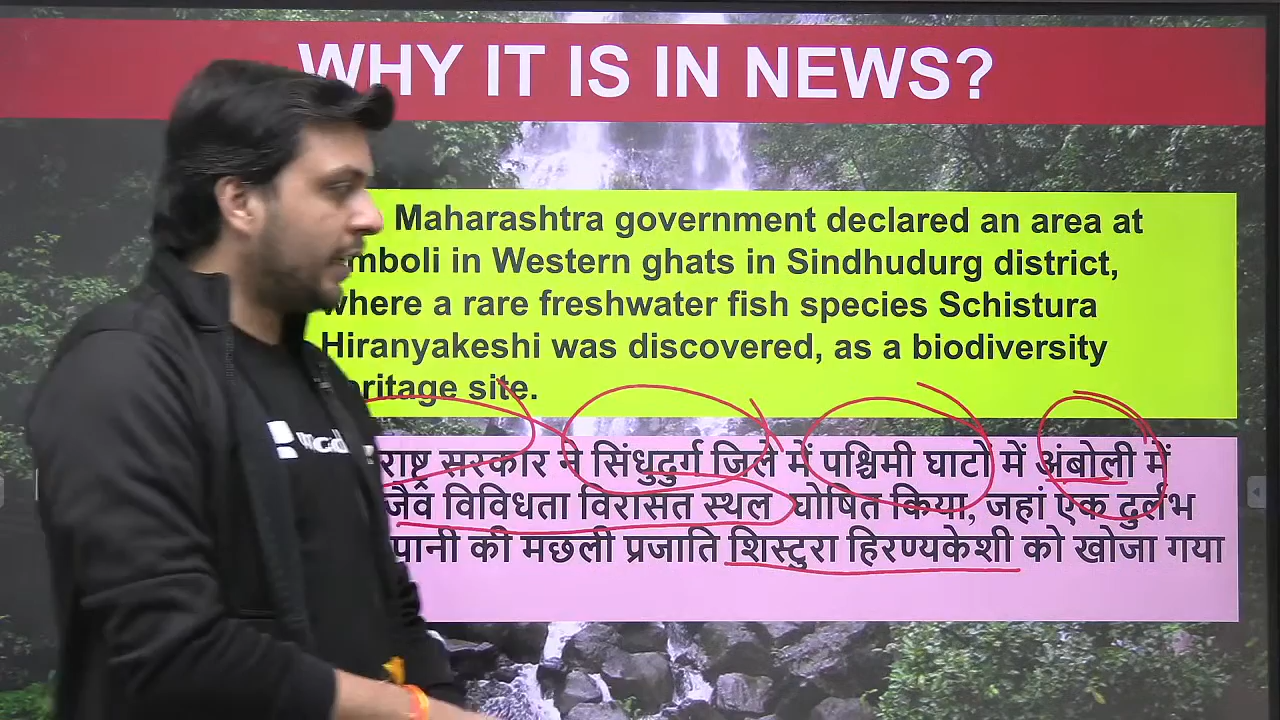 WHY IT IS IN NEWS?
Maharashtra government declared an area at
in Western ghats in Sindhudurg district,
where a rare freshwater fish species Schistura
Hiranyakeshi was discovered, as a biodiversity
site.
सरकार ने सिंधुदुर्ग जिले में पश्चिमी घाटों में अंबोली में
जैव विविधता विरासत स्थल घोषित किया, जहां एक दुर्लभ
पानी की मछली प्रजाति शिस्टुरा हिरण्यकेशी को खोजा गया